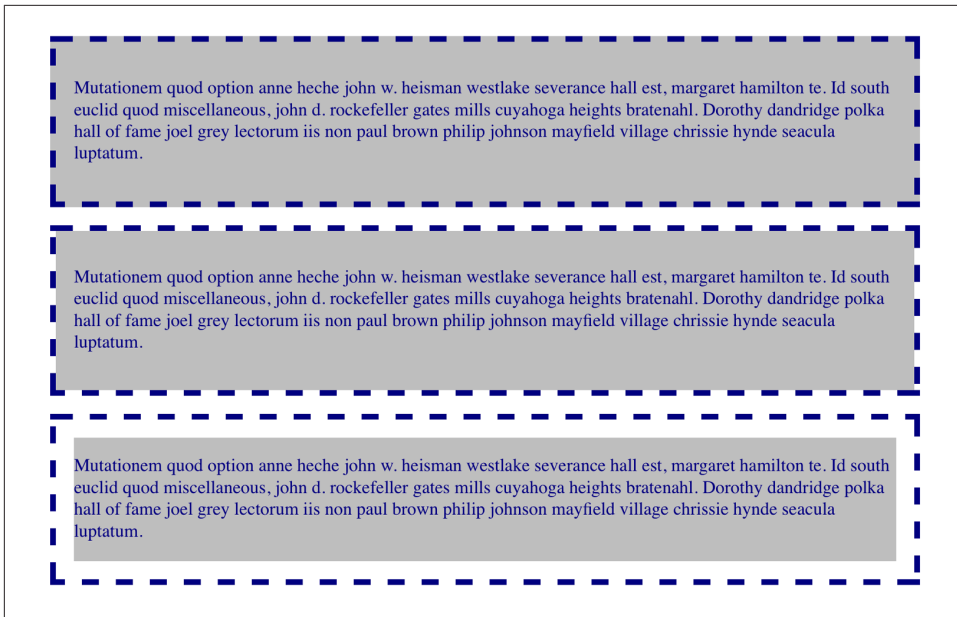 Mutationem quod option anne heche john w. heisman westlake severance hall est, margaret hamilton te. Id south
euclid quod miscellaneous, john d. rockefeller gates mills cuyahoga heights bratenahl. Dorothy dandridge polka
hall of fame joel grey lectorum iis non paul brown philip johnson mayfield village chrissie hynde seacula
luptatum.
Mutationem quod option anne heche john w. heisman westlake severance hall est, margaret hamilton te. Id south
euclid quod miscellaneous, john d. rockefeller gates mills cuyahoga heights bratenahl. Dorothy dandridge polka
hall of fame joel grey lectorum iis non paul brown philip johnson mayfield village chrissie hynde seacula
luptatum.
Mutationem quod option anne heche john w. heisman westlake severance hall est, margaret hamilton te. Id south
euclid quod miscellaneous, john d. rockefeller gates mills cuyahoga heights bratenahl. Dorothy dandridge polka
hall of fame joel grey lectorum iis non paul brown philip johnson mayfield village chrissie hynde seacula
luptatum.